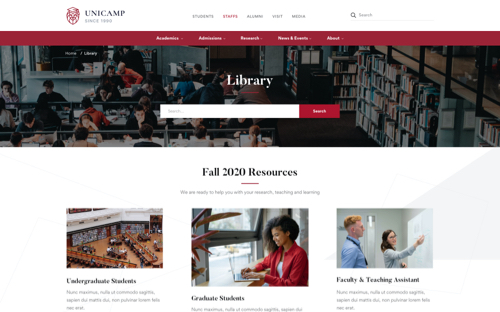 UNICAMP
SINCE 1980
STUDENTS STAFFS ALUMNI VISIT MEDIA
Search
Academics Admissions Research News & Events About
Home / Library
Library
Search... Search
Fall 2020 Resources
We are ready to help you with your research, teaching and learning
Undergraduate Students
Nunc maximus, nulla ut commodo sagittis,
sapien dui mattis dui, non pulvinar lorem felis
nec erat.
Graduate Students
Nunc maximus, nulla ut commodo sagittis, sapien dui
Faculty & Teaching Assistant
Nunc maximus, nulla ut commodo sagittis,
sapien dui mattis dui, non pulvinar lorem felis
nec erat.